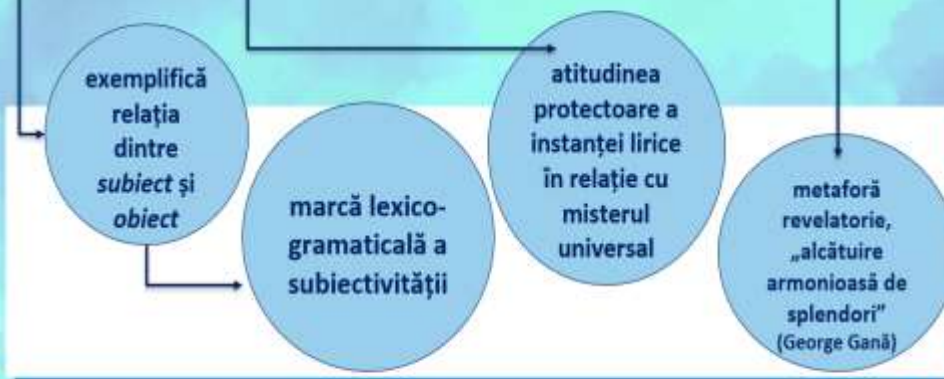 exemplifică
relația
dintre
subiect și
obiect
marcă lexico-
gramaticală a
subiectivității
atitudinea
protectoare a
instanței lirice
în relație cu
misterul
universal
metaforă
revelatorie,
„alcătuire
armonioasă de
splendori”
(George Gană)